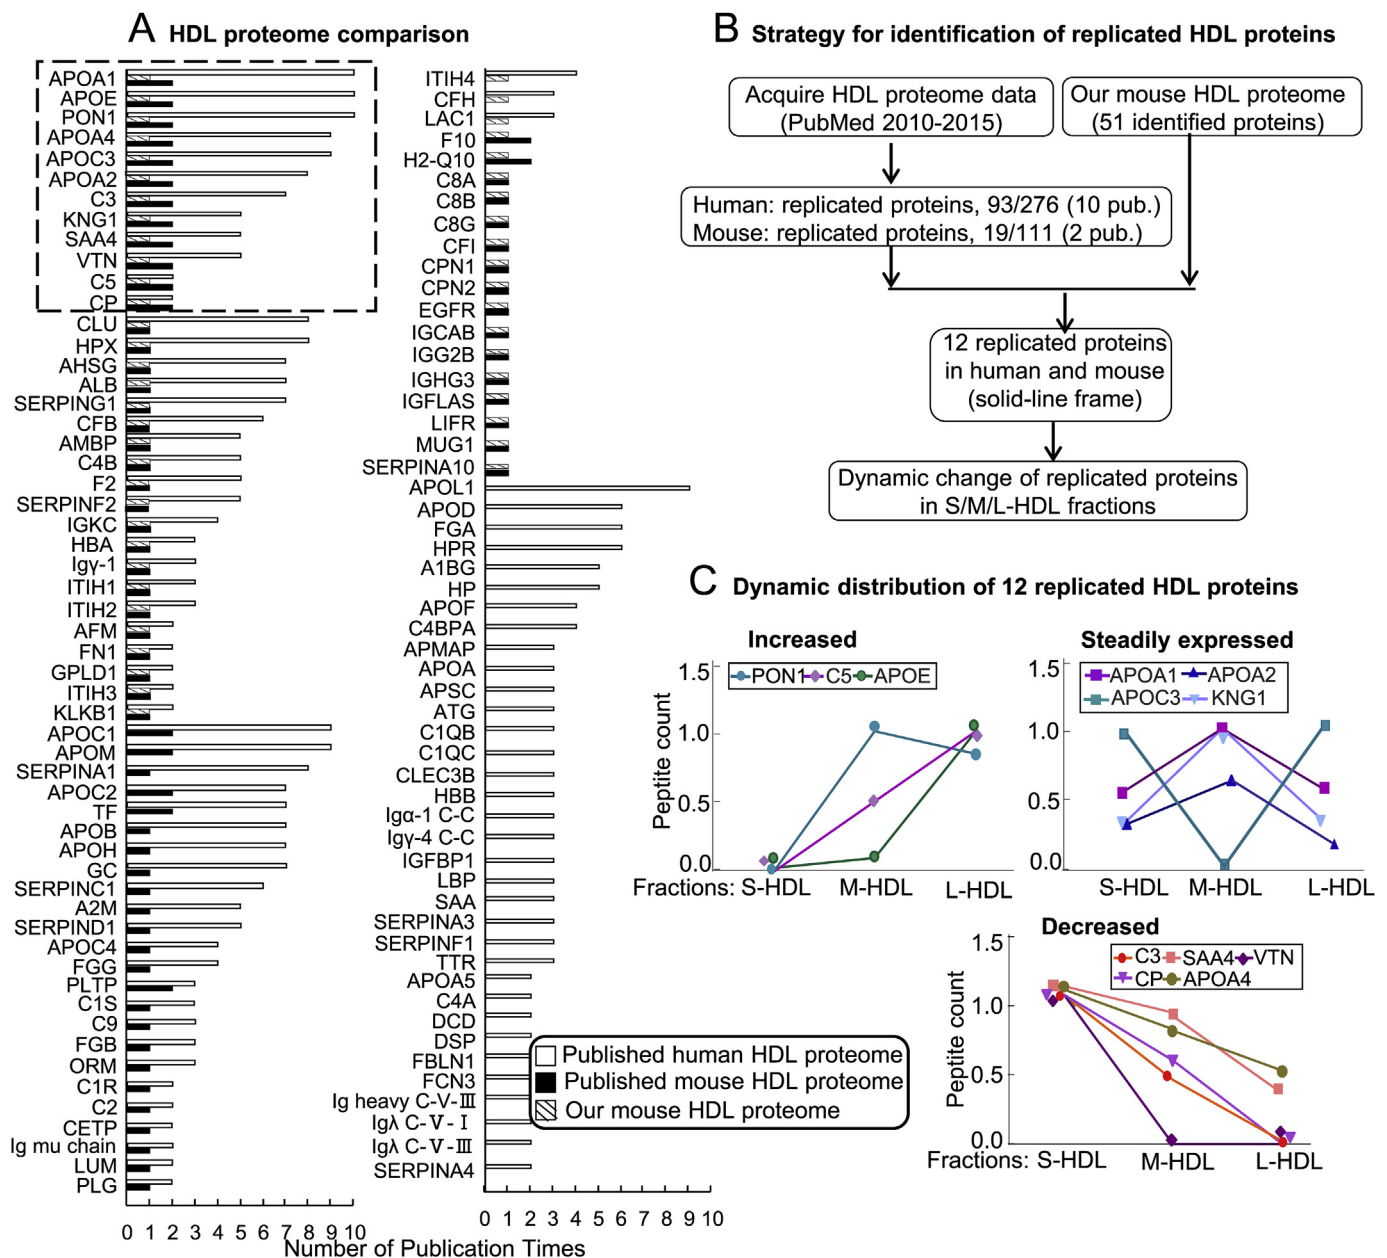 A HDL proteome comparison
APOA1
APOE
PON1
APOA4
APOC3
APOA2
C3
KNG1
SAA4
VTN
C5
CP
CLU
HPX
AHSG
ALB
SERPING1
CFB
AMBP
C4B
F2
SERPINF2
IGKC
HBA
Igγ-1
ITIH1
ITIH2
AFM
FN1
GPLD1
ITIH3
KLKB1
APOC1
APOM
SERPINA1
APOC2
TF
APOB
APOH
GC
SERPINC1
A2M
SERPIND1
APOC4
FGG
PLTP
C1S
C9
FGB
ORM
C1R
C2
CETP
Ig mu chain
LUM
PLG
0 1 2 3 4 5 6 7 8 9 10
ITIH4
CFH
LAC1
F10
H2-Q10
C8A
C8B
C8G
CFI
CPN1
CPN2
EGFR
IGCAB
IGG2B
IGHG3
IGFLAS
LIFR
MUG1
SERPINA10
APOL1
APOD
FGA
HPR
A1BG
HP
APOF
C4BPA
APMAP
APOA
APSC
ATG
C1QB
C1QC
CLEC3B
HBB
Igα-1 C-C
Igγ-4 C-C
IGFBP1
LBP
SAA
SERPINA3
SERPINF1
TTR
APOA5
C4A
DCD
DSP
FBLN1
FCN3
Ig heavy C-V-Ⅲ
Igλ C-V-Ⅰ
Igλ C-V-Ⅲ
SERPINA4
0 1 2 3 4 5 6 7 8 9 10
Number of Publication Times
Published human HDL proteome
Published mouse HDL proteome
Our mouse HDL proteome
B Strategy for identification of replicated HDL proteins
Acquire HDL proteome data
(PubMed 2010-2015)
Our mouse HDL proteome
(51 identified proteins)
Human: replicated proteins, 93/276 (10 pub.)
Mouse: replicated proteins, 19/111 (2 pub.)
12 replicated proteins
in human and mouse
(solid-line frame)
Dynamic change of replicated proteins
in S/M/L-HDL fractions
C Dynamic distribution of 12 replicated HDL proteins
Increased
PON1 C5 APOE
1.5
1.0
0.5
0.0
Peptite count
Fractions: S-HDL M-HDL L-HDL
Steadily expressed
APOA1 APOA2
APOC3 KNG1
1.5
1.0
0.5
0.0
S-HDL M-HDL L-HDL
Decreased
C3 SAA4 VTN
CP APOA4
1.5
1.0
0.5
0.0
Peptite count
Fractions: S-HDL M-HDL L-HDL